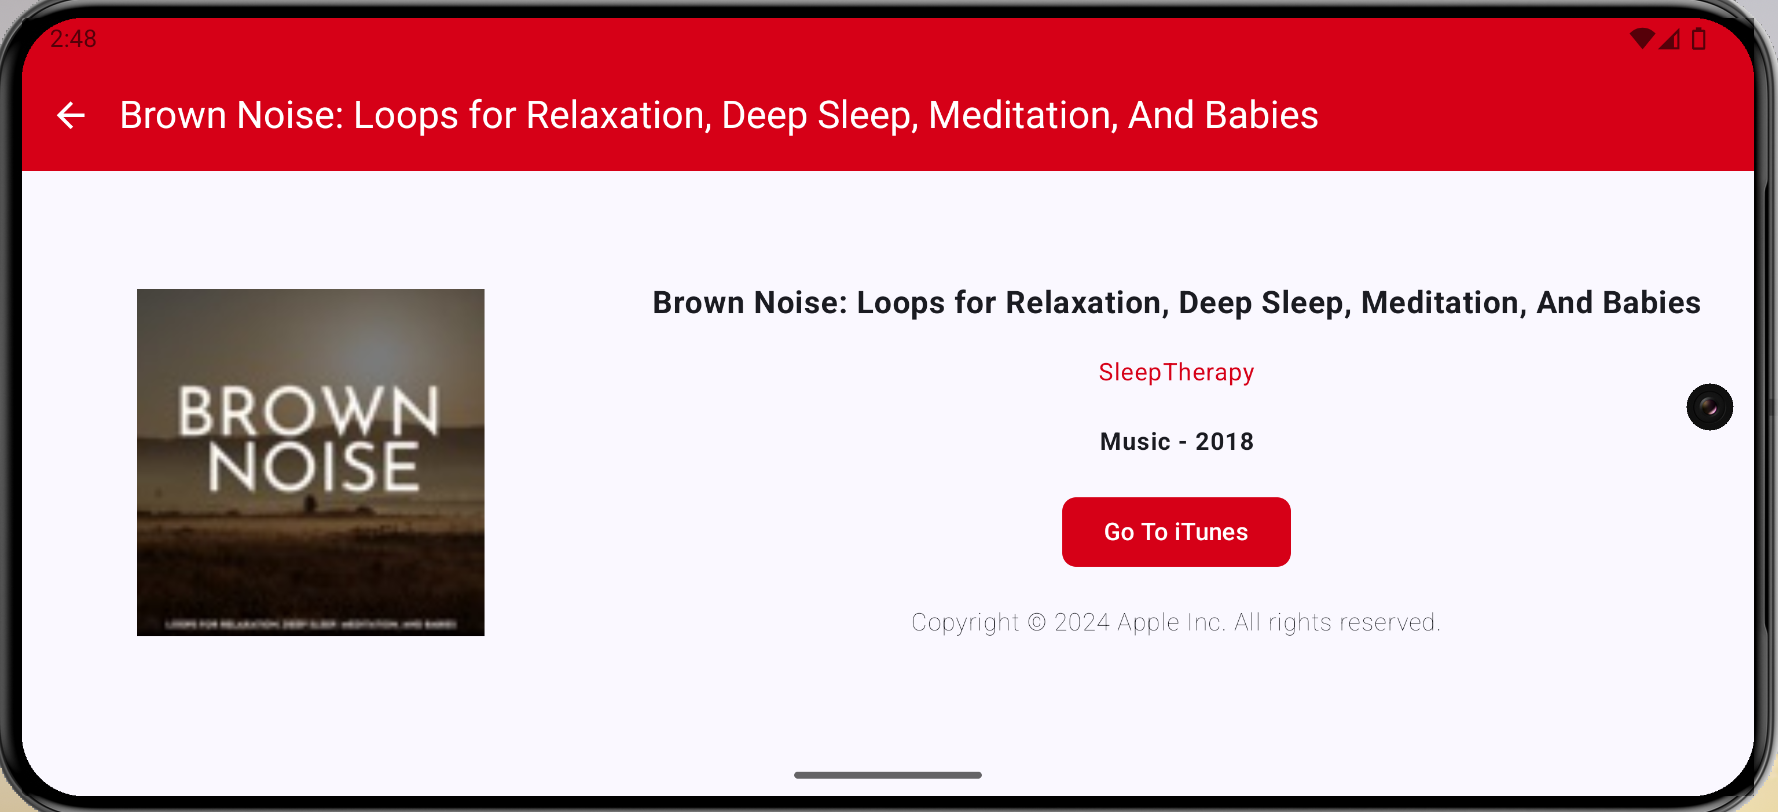 2:48
Brown Noise: Loops for Relaxation, Deep Sleep, Meditation, And Babies
BROWN
NOISE
LOOPS FOR RELAXATION, DEEP SLEEP, MEDITATION, AND BABIES
Brown Noise: Loops for Relaxation, Deep Sleep, Meditation, And Babies
SleepTherapy
Music - 2018
Go To iTunes
Copyright © 2024 Apple Inc. All rights reserved.